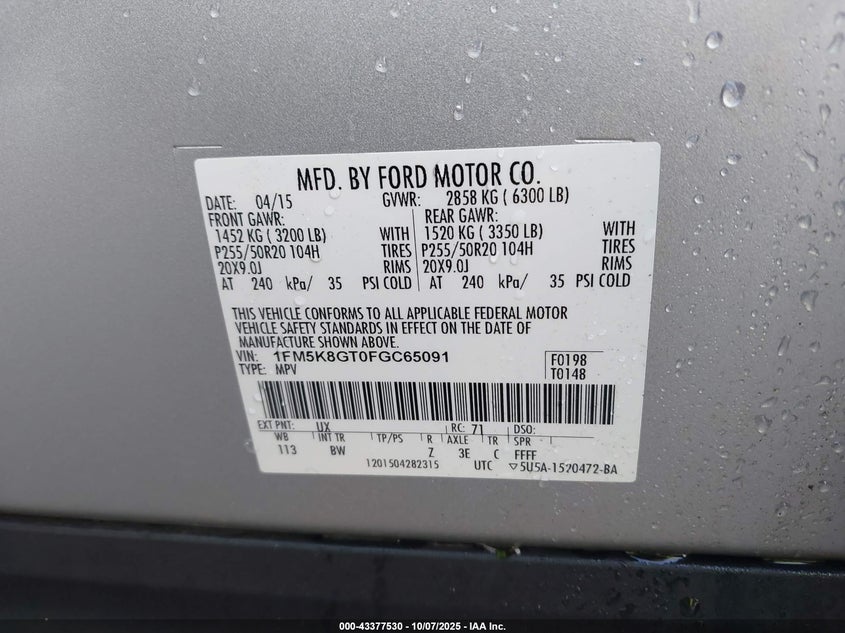 MFD. BY FORD MOTOR CO.
DATE: 04/15 GVWR: 2858 KG ( 6300 LB)
FRONT GAWR: REAR GAWR:
1452 KG ( 3200 LB) WITH 1520 KG ( 3350 LB) WITH
P255/50R20 104H TIRES P255/50R20 104H TIRES
20X9.0J RIMS 20X9.0J RIMS
AT 240 kPa/ 35 PSI COLD AT 240 kPa/ 35 PSI COLD
THIS VEHICLE CONFORMS TO ALL APPLICABLE FEDERAL MOTOR
VEHICLE SAFETY STANDARDS IN EFFECT ON THE DATE OF
MANUFACTURE SHOWN ABOVE.
VIN: 1FM5K8GT0FGC65091 F0198
TYPE: MPV T0148
EXT PNT: UX RC: 71 DSO:
WB INT TR TP/PS R AXLE TR SPR
113 BW Z 3E C FFFF
1201504282315 UTC ▽5U5A-1520472-BA
000-43377530 - 10/07/2025 - IAA Inc.